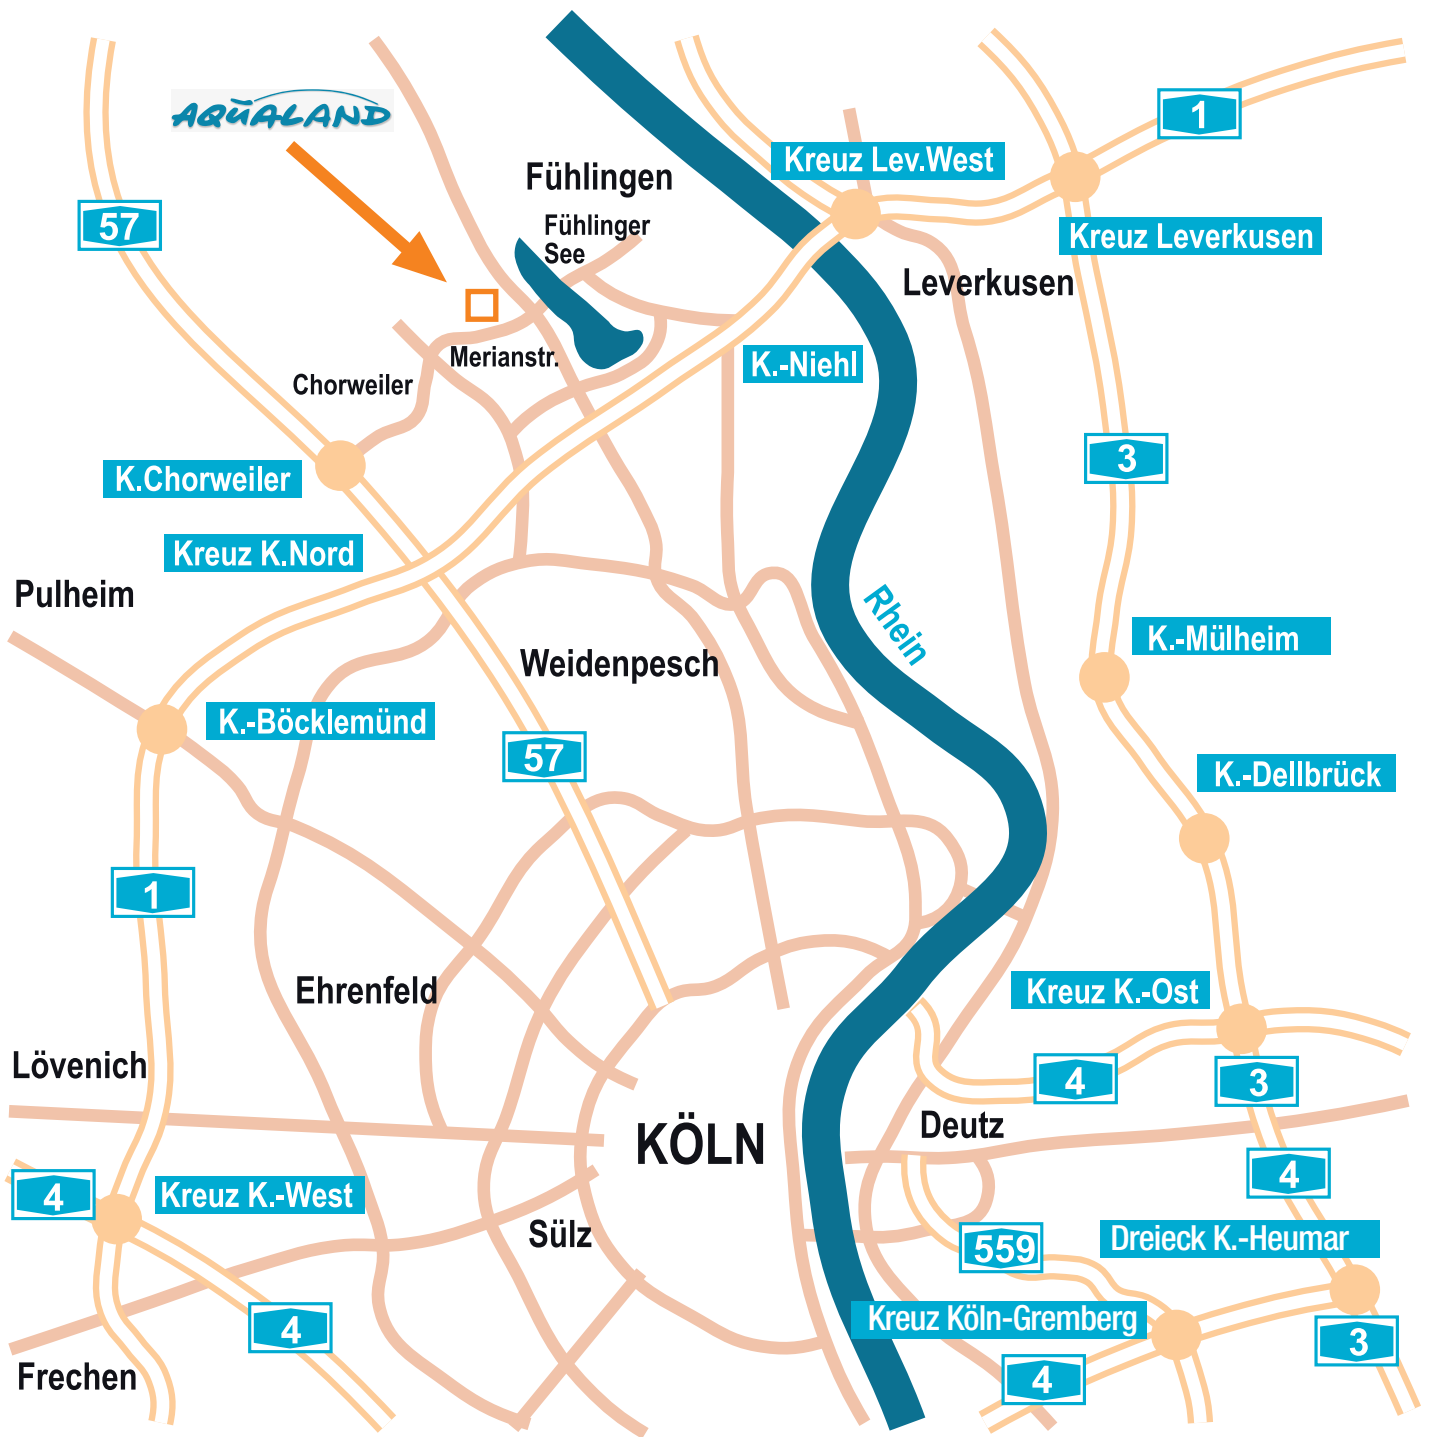 AQUALAND
1
Kreuz Lev.West
Fühlingen
57
Fühlinger
See
Kreuz Leverkusen
Leverkusen
Merianstr.
K.-Niehl
Chorweiler
3
K.Chorweiler
Kreuz K.Nord
Pulheim
Rhein
K.-Mülheim
Weidenpesch
K.-Böcklemünd
57
K.-Dellbrück
1
Ehrenfeld
Kreuz K.-Ost
Lövenich
4
3
Deutz
KÖLN
4
4
Kreuz K.-West
Sülz
559
Dreieck K.-Heumar
4
Kreuz Köln-Gremberg
3
Frechen
4